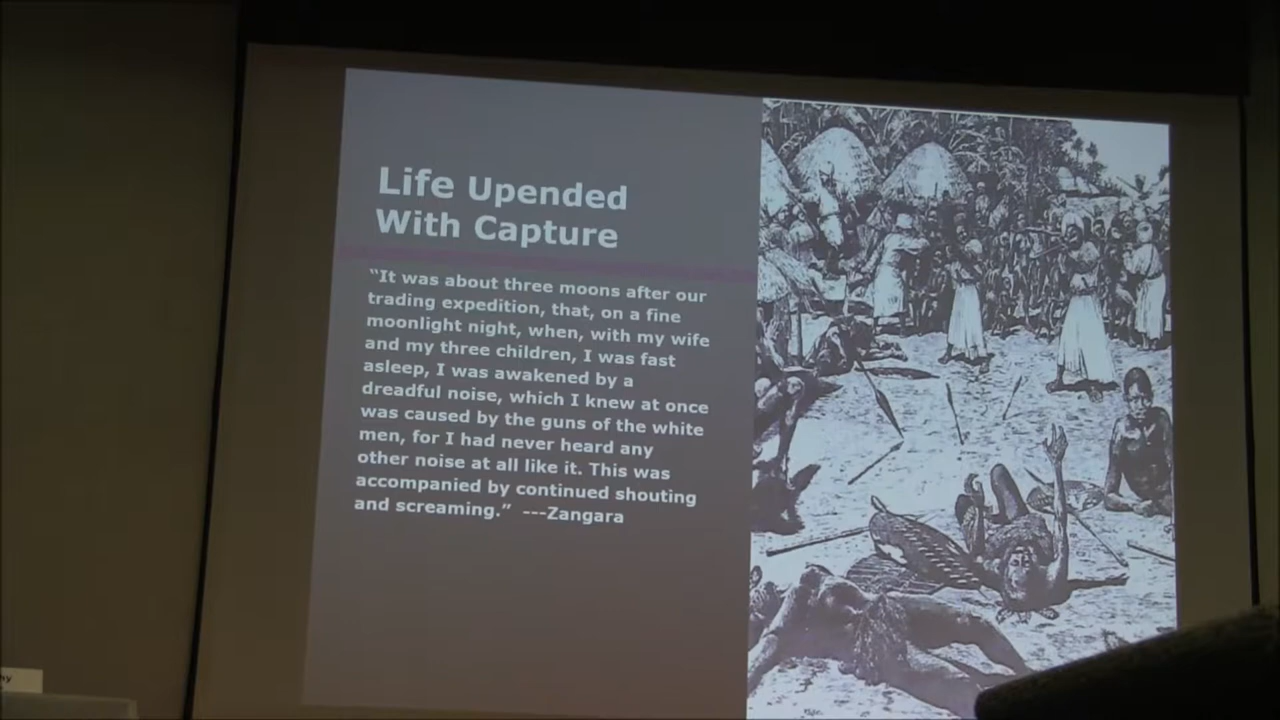 Life Upended
With Capture
“It was about three moons after our
trading expedition, that, on a fine
moonlight night, when, with my wife
and my three children, I was fast
asleep, I was awakened by a
dreadful noise, which I knew at once
was caused by the guns of the white
men, for I had never heard any
other noise at all like it. This was
accompanied by continued shouting
and screaming.” ---Zangara